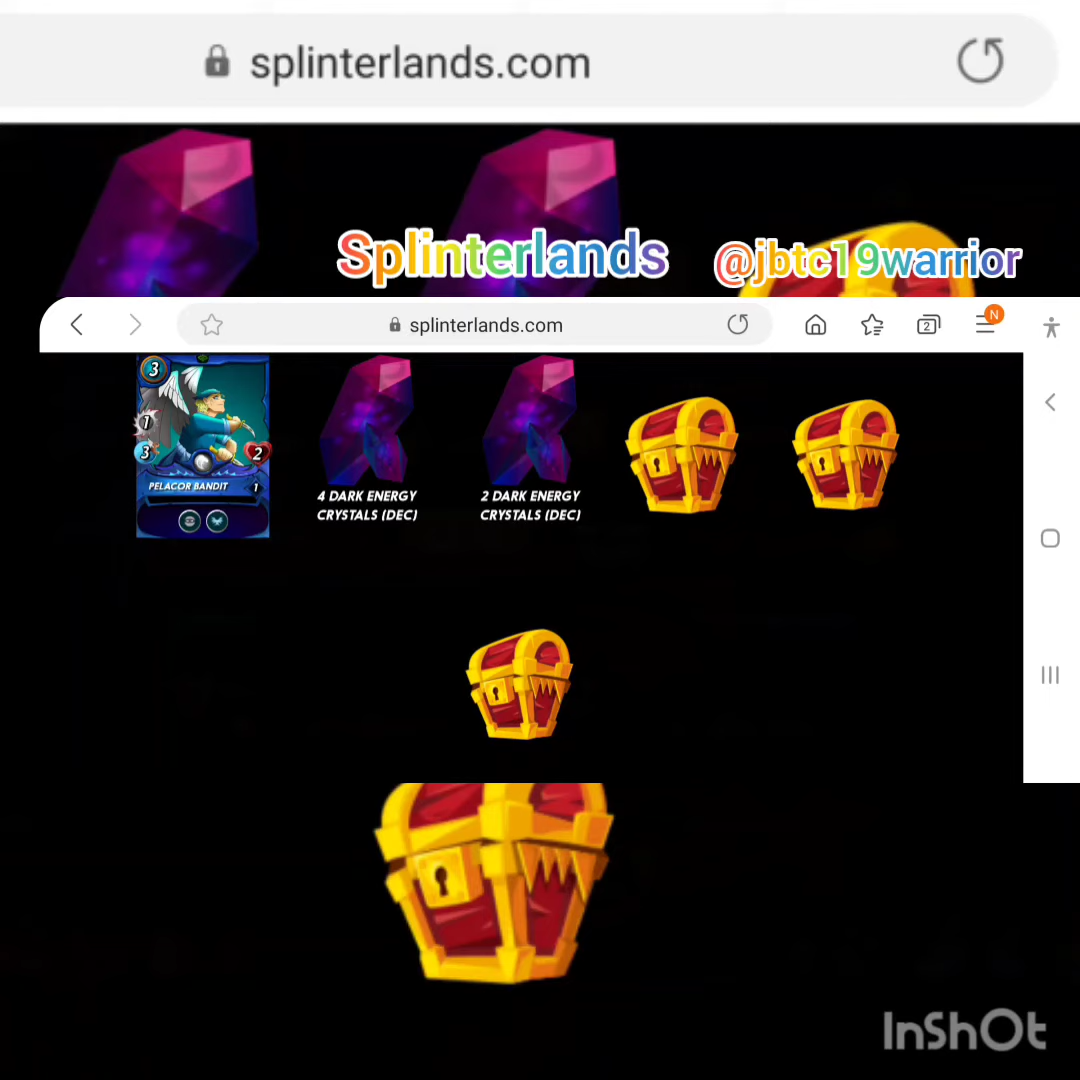 splinterlands.com
Splinterlands @jbtc19warrior
splinterlands.com
2
N
3
1
3
2
PELACOR BANDIT 1
4 DARK ENERGY
CRYSTALS (DEC)
2 DARK ENERGY
CRYSTALS (DEC)
InShOt